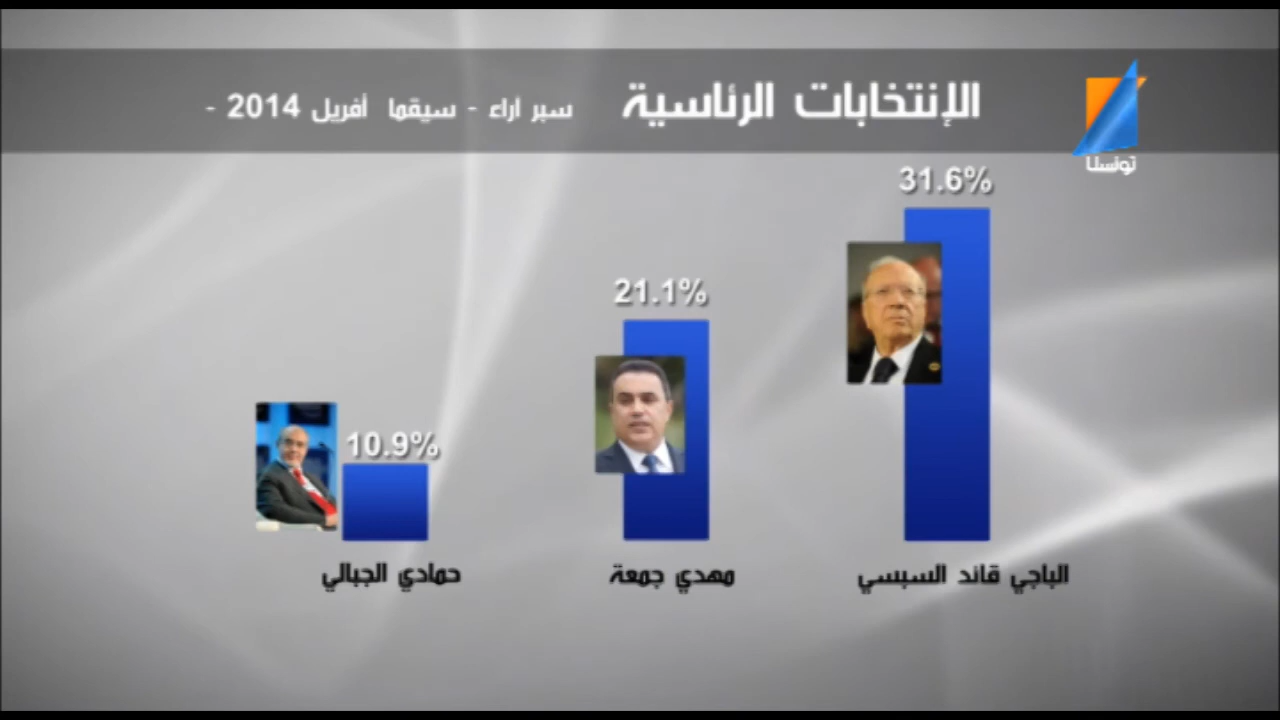 الإنتخابات الرئاسية سبر أراء - سيقما أفريل 2014 -
تونسنا
31.6%
21.1%
10.9%
الباجي قائد السبسي
مهدي جمعة
حمادي الجبالي